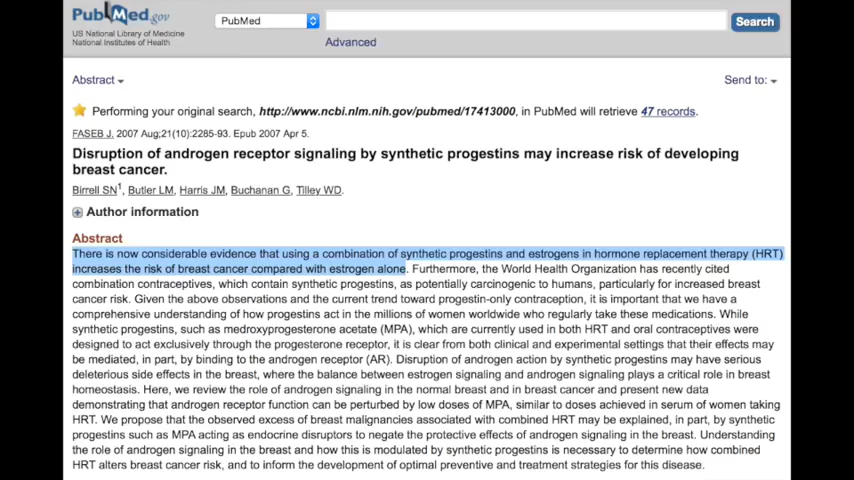 PubMed.gov
US National Library of Medicine
National Institutes of Health
PubMed
Search
Advanced
Abstract
Send to:
Performing your original search, http://www.ncbi.nlm.nih.gov/pubmed/17413000, in PubMed will retrieve 47 records.
FASEB J. 2007 Aug;21(10):2285-93. Epub 2007 Apr 5.
Disruption of androgen receptor signaling by synthetic progestins may increase risk of developing
breast cancer.
Birrell SN1, Butler LM, Harris JM, Buchanan G, Tilley WD.
Author information
Abstract
There is now considerable evidence that using a combination of synthetic progestins and estrogens in hormone replacement therapy (HRT)
increases the risk of breast cancer compared with estrogen alone. Furthermore, the World Health Organization has recently cited
combination contraceptives, which contain synthetic progestins, as potentially carcinogenic to humans, particularly for increased breast
cancer risk. Given the above observations and the current trend toward progestin-only contraception, it is important that we have a
comprehensive understanding of how progestins act in the millions of women worldwide who regularly take these medications. While
synthetic progestins, such as medroxyprogesterone acetate (MPA), which are currently used in both HRT and oral contraceptives were
designed to act exclusively through the progesterone receptor, it is clear from both clinical and experimental settings that their effects may
be mediated, in part, by binding to the androgen receptor (AR). Disruption of androgen action by synthetic progestins may have serious
deleterious side effects in the breast, where the balance between estrogen signaling and androgen signaling plays a critical role in breast
homeostasis. Here, we review the role of androgen signaling in the normal breast and in breast cancer and present new data
demonstrating that androgen receptor function can be perturbed by low doses of MPA, similar to doses achieved in serum of women taking
HRT. We propose that the observed excess of breast malignancies associated with combined HRT may be explained, in part, by synthetic
progestins such as MPA acting as endocrine disruptors to negate the protective effects of androgen signaling in the breast. Understanding
the role of androgen signaling in the breast and how this is modulated by synthetic progestins is necessary to determine how combined
HRT alters breast cancer risk, and to inform the development of optimal preventive and treatment strategies for this disease.